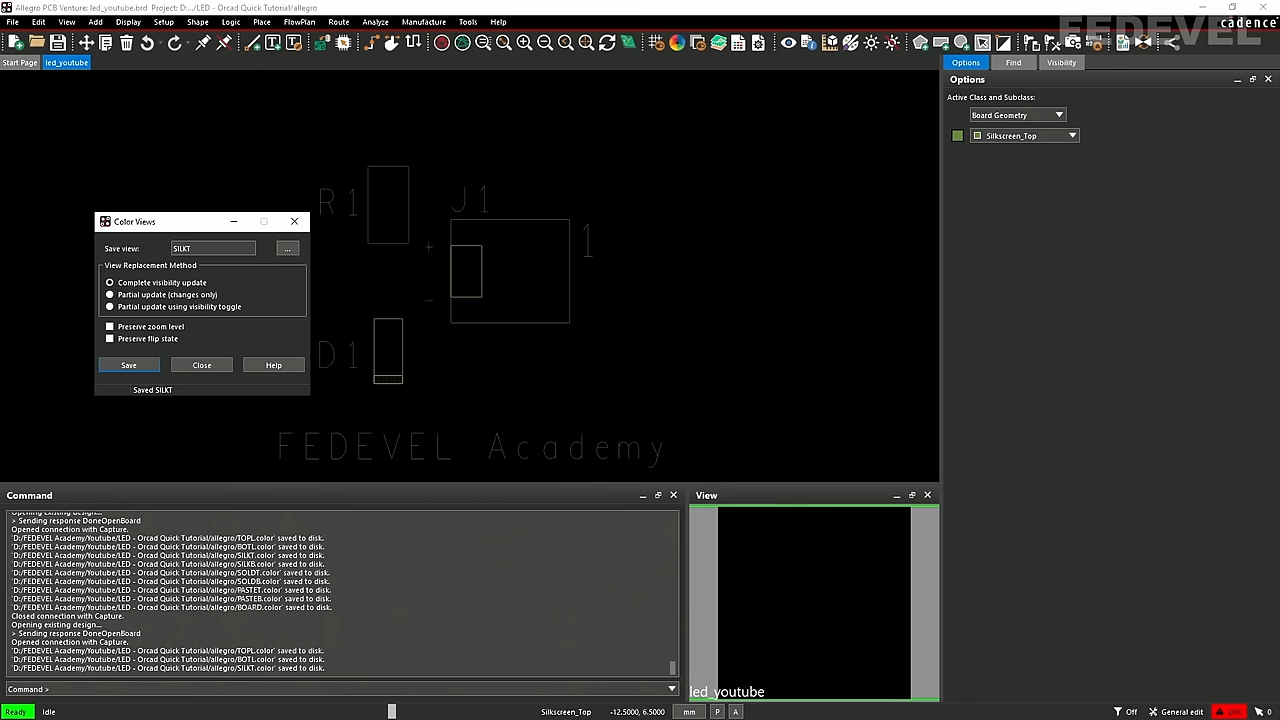 Allegro PCB Venture: led_youtube.brd  Project: D:.../LED - Orcad Quick Tutorial/allegro
File Edit View Add Display Setup Shape Logic Place FlowPlan Route Analyze Manufacture Tools Help
cadence
FEDEVEL
Start Page led_youtube
Options Find Visibility
Options
Active Class and Subclass:
Board Geometry
Silkscreen_Top
R1
J1
+
1
−
D1
FEDEVEL Academy
Color Views
Save view: SILKT ...
View Replacement Method
Complete visibility update
Partial update (changes only)
Partial update using visibility toggle
Preserve zoom level
Preserve flip state
Save Close Help
Saved SILKT
Command
Opening existing design...
> Sending response DoneOpenBoard
Opened connection with Capture.
'D:/FEDEVEL Academy/Youtube/LED - Orcad Quick Tutorial/allegro/TOPL.color' saved to disk.
'D:/FEDEVEL Academy/Youtube/LED - Orcad Quick Tutorial/allegro/BOTL.color' saved to disk.
'D:/FEDEVEL Academy/Youtube/LED - Orcad Quick Tutorial/allegro/SILKT.color' saved to disk.
'D:/FEDEVEL Academy/Youtube/LED - Orcad Quick Tutorial/allegro/SILKB.color' saved to disk.
'D:/FEDEVEL Academy/Youtube/LED - Orcad Quick Tutorial/allegro/SOLDT.color' saved to disk.
'D:/FEDEVEL Academy/Youtube/LED - Orcad Quick Tutorial/allegro/SOLDB.color' saved to disk.
'D:/FEDEVEL Academy/Youtube/LED - Orcad Quick Tutorial/allegro/PASTET.color' saved to disk.
'D:/FEDEVEL Academy/Youtube/LED - Orcad Quick Tutorial/allegro/PASTEB.color' saved to disk.
'D:/FEDEVEL Academy/Youtube/LED - Orcad Quick Tutorial/allegro/BOARD.color' saved to disk.
Closed connection with Capture.
Opening existing design...
> Sending response DoneOpenBoard
Opened connection with Capture.
'D:/FEDEVEL Academy/Youtube/LED - Orcad Quick Tutorial/allegro/TOPL.color' saved to disk.
'D:/FEDEVEL Academy/Youtube/LED - Orcad Quick Tutorial/allegro/BOTL.color' saved to disk.
'D:/FEDEVEL Academy/Youtube/LED - Orcad Quick Tutorial/allegro/SILKT.color' saved to disk.
Command >
View
led_youtube
Ready Idle Silkscreen_Top -12.5000, 6.5000 mm P A Off General edit DRC 0